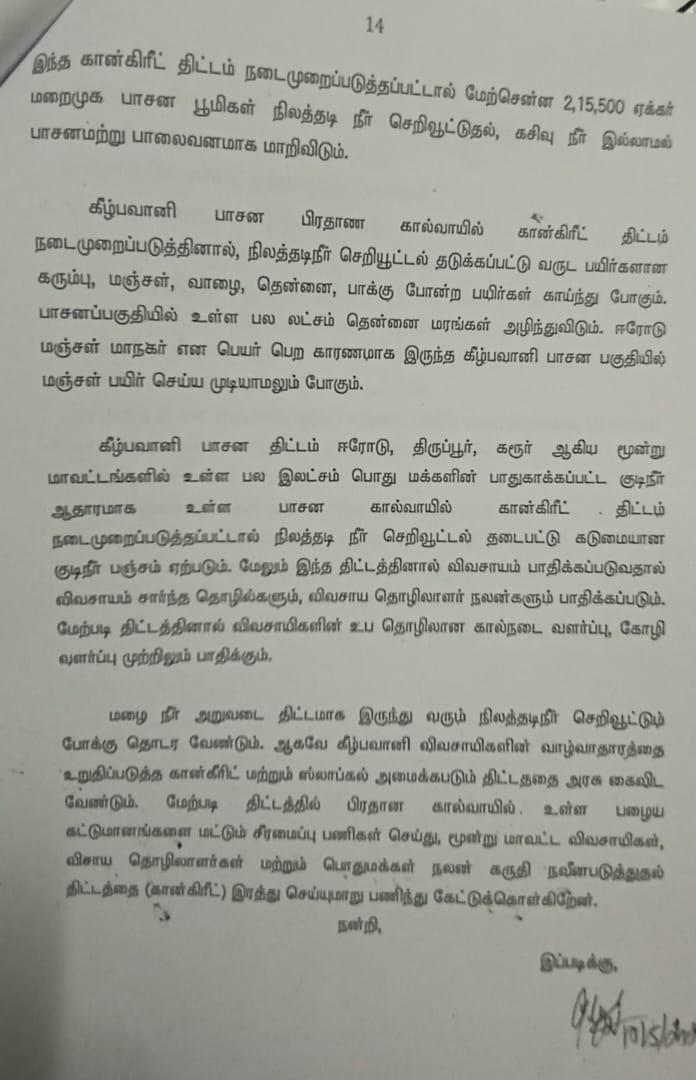 14
இந்த கான்கிரீட் திட்டம் நடைமுறைப்படுத்தப்பட்டால் மேற்சென்ன 2,15,500 ஏக்கர்
மறைமுக பாசன பூமிகள் நிலத்தடி நீர் செறிவூட்டுதல், கசிவு நீர் இல்லாமல்
பாசனமற்று பாலைவனமாக மாறிவிடும்.
கீழ்பவானி பாசன பிரதாண கால்வாயில் கான்கிரீட் திட்டம்
நடைமுறைப்படுத்தினால், நிலத்தடிநீர் செறியூட்டல் தடுக்கப்பட்டு வருட பயிர்களான
கரும்பு, மஞ்சள், வாழை, தென்னை, பாக்கு போன்ற பயிர்கள் காய்ந்து போகும்.
பாசனப்பகுதியில் உள்ள பல லட்சம் தென்னை மரங்கள் அழிந்துவிடும். ஈரோடு
மஞ்சள் மாநகர் என பெயர் பெற காரணமாக இருந்த கீழ்பவானி பாசன பகுதியில்
மஞ்சள் பயிர் செய்ய முடியாமலும் போகும்.
கீழ்பவானி பாசன திட்டம் ஈரோடு, திருப்பூர், கரூர் ஆகிய மூன்று
மாவட்டங்களில் உள்ள பல இலட்சம் பொது மக்களின் பாதுகாக்கப்பட்ட குடிநீர்
ஆதாரமாக உள்ள பாசன கால்வாயில் கான்கிரீட் திட்டம்
நடைமுறைப்படுத்தப்பட்டால் நிலத்தடி நீர் செறிவூட்டல் தடைபட்டு கடுமையான
குடிநீர் பஞ்சம் ஏற்படும். மேலும் இந்த திட்டத்தினால் விவசாயம் பாதிக்கப்படுவதால்
விவசாயம் சார்ந்த தொழில்களும், விவசாய தொழிலாளர் நலன்களும் பாதிக்கப்படும்.
மேற்படி திட்டத்தினால் விவசாயிகளின் உப தொழிலான கால்நடை வளர்ப்பு, கோழி
வளர்ப்பு முற்றிலும் பாதிக்கும்.
மழை நீர் அறுவடை திட்டமாக இருந்து வரும் நிலத்தடிநீர் செறிவூட்டும்
போக்கு தொடர வேண்டும். ஆகவே கீழ்பவானி விவசாயிகளின் வாழ்வாதாரத்தை
உறுதிப்படுத்த கான்கீரிட் மற்றும் ஸ்லாப்கல் அமைக்கபடும் திட்டததை அரசு கைவிட
வேண்டும். மேற்படி திட்டத்தில் பிரதான கால்வாயில் உள்ள பழைய
கட்டுமானங்களை மட்டும் சீரமைப்பு பணிகள் செய்து, மூன்று மாவட்ட விவசாயிகள்,
விசாய தொழிலாளர்கள் மற்றும் பொதுமக்கள் நலன் கருதி நவீனபடுத்துதல்
திட்டத்தை (கான்கிரீட்) இரத்து செய்யுமாறு பணிந்து கேட்டுக்கொள்கிறேன்.
நன்றி,
இப்படிக்கு,